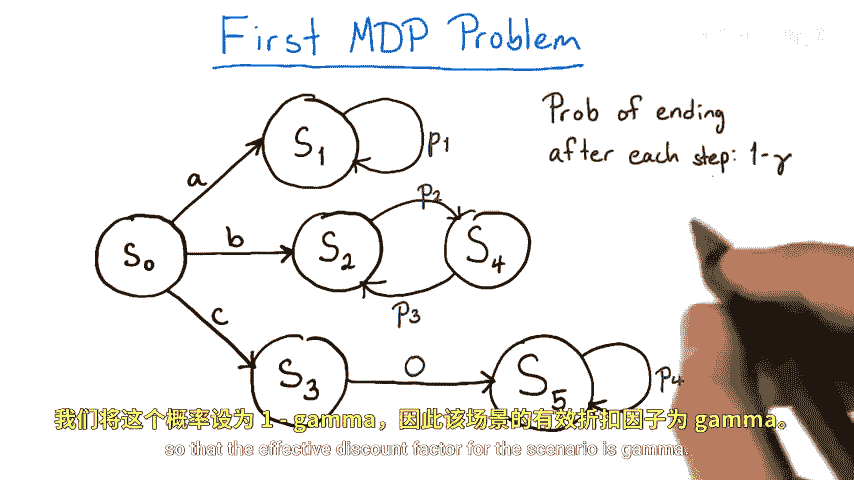 First MDP Problem
Prob of ending
after each step: 1-γ
S₁
p1
a
S₀
b
S₂
p₂
S₄
p₃
c
S₃
0
S₅
p₄
我们将这个概率设为 1 - gamma，因此该场景的有效折扣因子为 gamma。
so that the effective discount factor for the scenario is gamma.